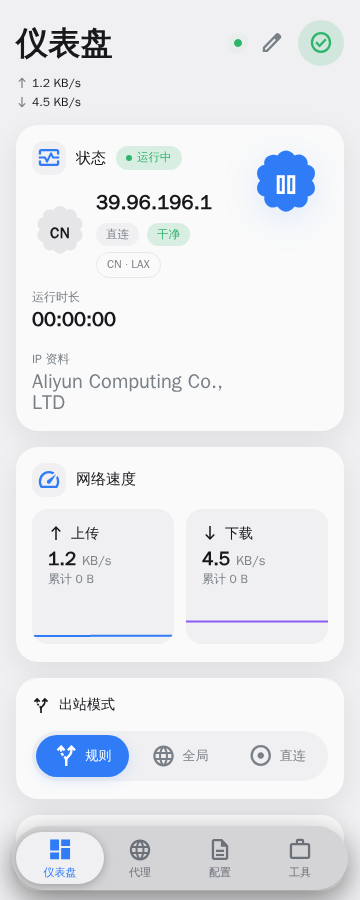 仪表盘
↑ 1.2 KB/s
↓ 4.5 KB/s
状态
运行中
39.96.196.1
CN
直连
干净
CN · LAX
运行时长
00:00:00
IP 资料
Aliyun Computing Co.,
LTD
网络速度
↑ 上传
1.2 KB/s
累计 0 B
↓ 下载
4.5 KB/s
累计 0 B
出站模式
规则
全局
直连
仪表盘
代理
配置
工具